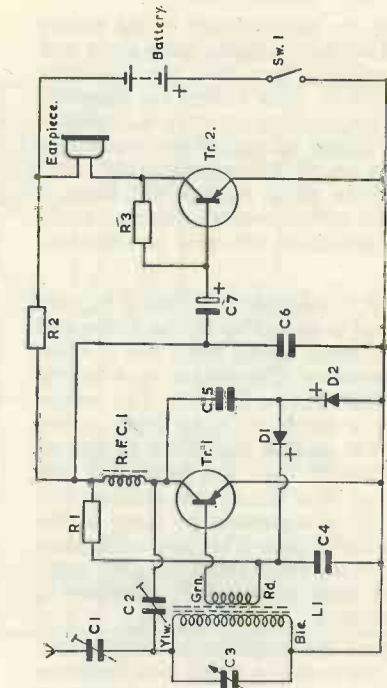 Earpiece.
Battery.
+
Sw.1
R2
R3
Tr.2.
R1
R.F.C.1
C7
+
C1
C2
Tr.1
C5
C6
Ylw.
Grn.
D1
+
D2
+
C3
Rd.
L1
Ble.
C4